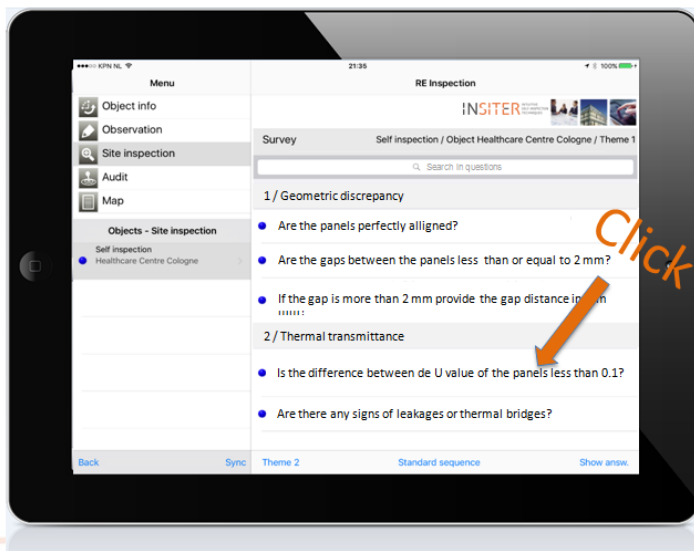 KPN NL
21:35
100%
Menu
RE Inspection
Object info
INSITER
Observation
Site inspection
Survey
Self inspection / Object Healthcare Centre Cologne / Theme 1
Audit
Search in questions
Map
1 / Geometric discrepancy
Objects - Site inspection
Are the panels perfectly alligned?
Click
Self inspection
Healthcare Centre Cologne
Are the gaps between the panels less than or equal to 2 mm?
If the gap is more than 2 mm provide the gap distance in
2 / Thermal transmittance
Is the difference between de U value of the panels less than 0.1?
Are there any signs of leakages or thermal bridges?
Back
Sync
Theme 2
Standard sequence
Show answ.